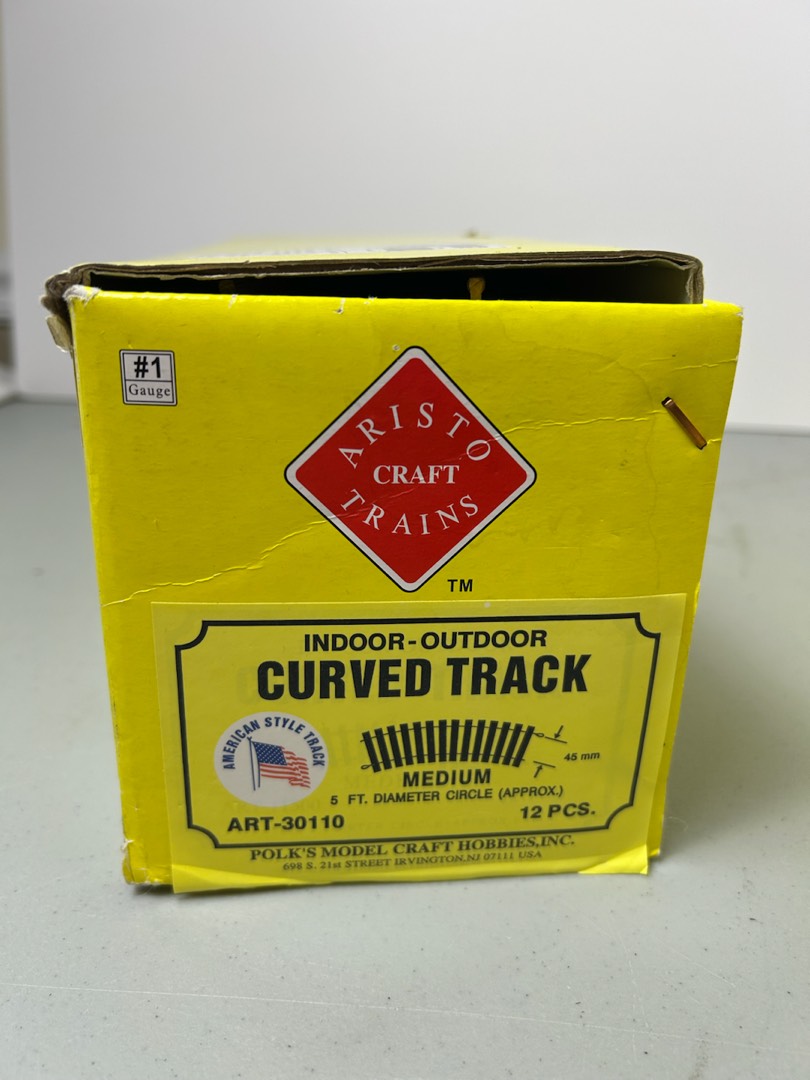 #1
Gauge
ARISTO
CRAFT
TRAINS
TM
INDOOR-OUTDOOR
CURVED TRACK
AMERICAN STYLE TRACK
45 mm
MEDIUM
5 FT. DIAMETER CIRCLE (APPROX.)
ART-30110
12 PCS.
POLK'S MODEL CRAFT HOBBIES,INC.
698 S. 21st STREET IRVINGTON,NJ 07111 USA